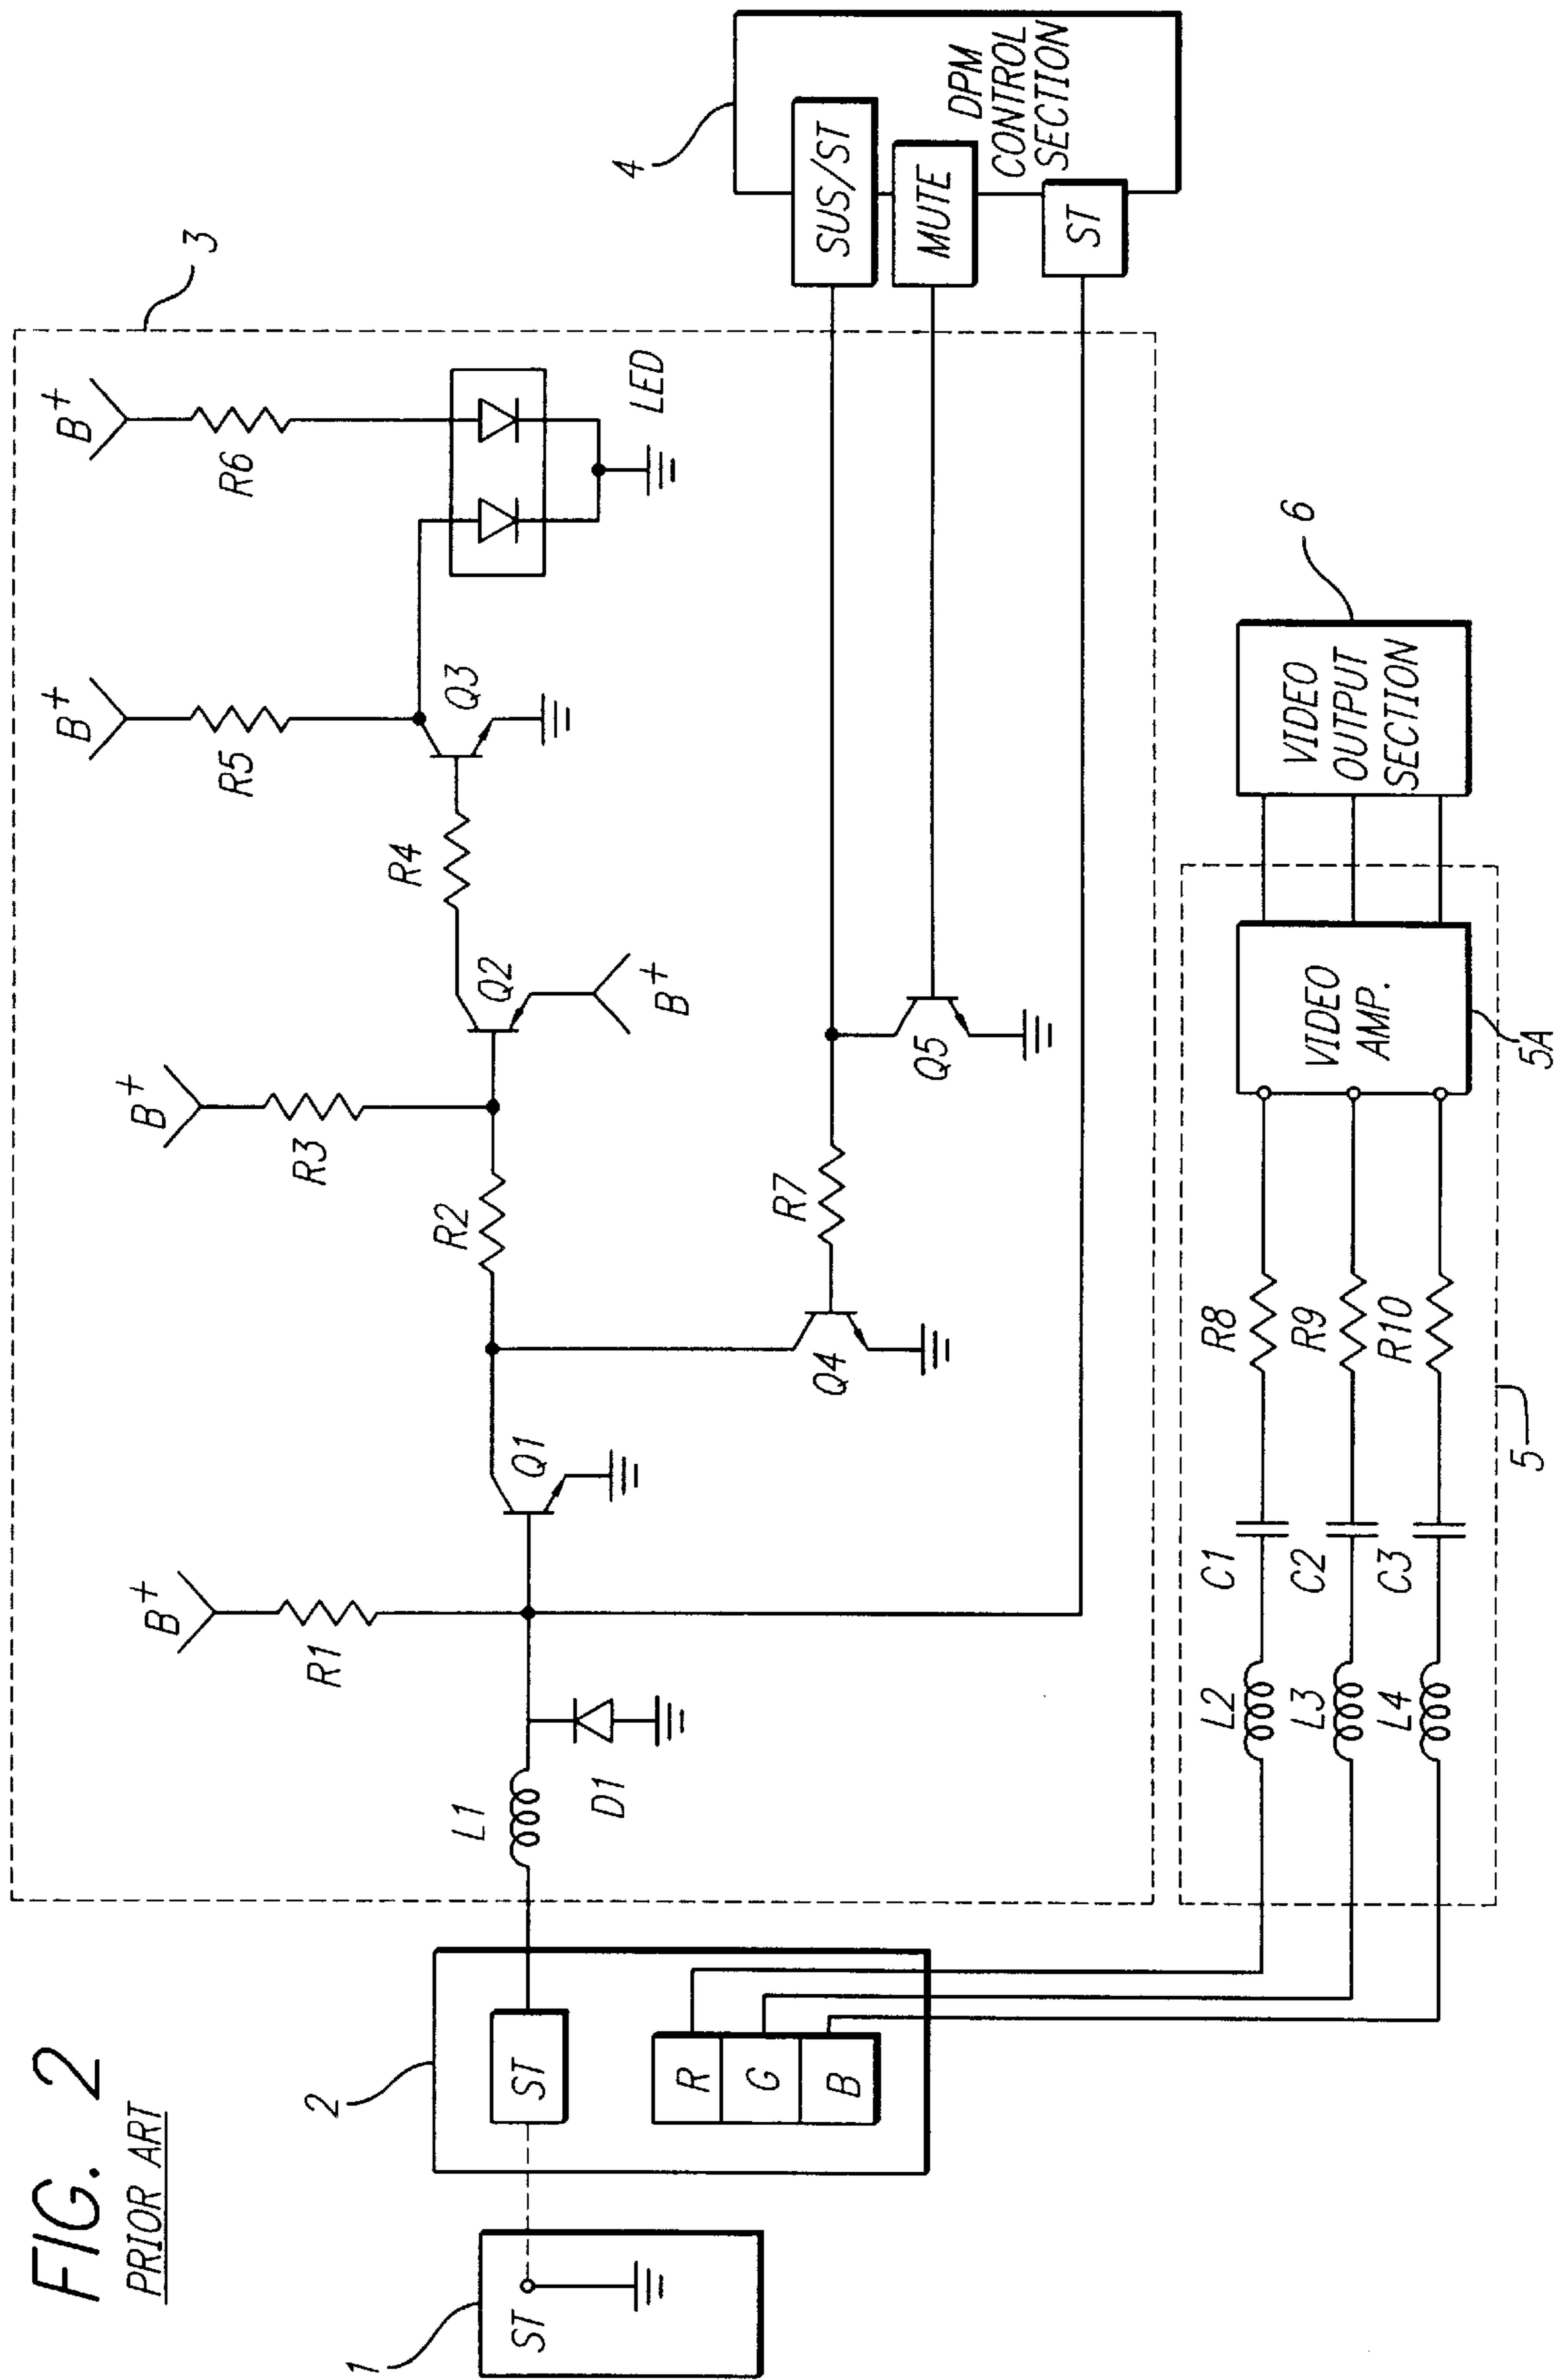 FIG. 2
PRIOR ART
1
ST
2
ST
R
G
B
3
B+
R1
L1
D1
Q1
B+
R3
R2
Q2
B+
R4
B+
R5
Q3
B+
R6
LED
Q4
R7
Q5
4
SUS/ST
MUTE
ST
DPM
CONTROL
SECTION
L2
C1
R8
L3
C2
R9
L4
C3
R10
5
VIDEO
AMP.
5A
VIDEO
OUTPUT
SECTION
6